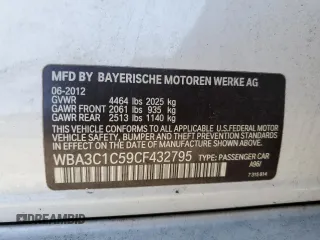 MFD BY BAYERISCHE MOTOREN WERKE AG
06-2012
GVWR 4464 lbs 2025 kg
GAWR FRONT 2061 lbs 935 kg
GAWR REAR 2513 lbs 1140 kg
THIS VEHICLE CONFORMS TO ALL
APPLICABLE U.S. FEDERAL MOTOR
VEHICLE SAFETY, BUMPER, AND
THEFT PREVENTION STANDARDS IN
EFFECT ON THE DATE OF
MANUFACTURE SHOWN ABOVE.
WBA3C1C59CF432795 TYPE: PASSENGER CAR
A96/
DREAMBID.COM